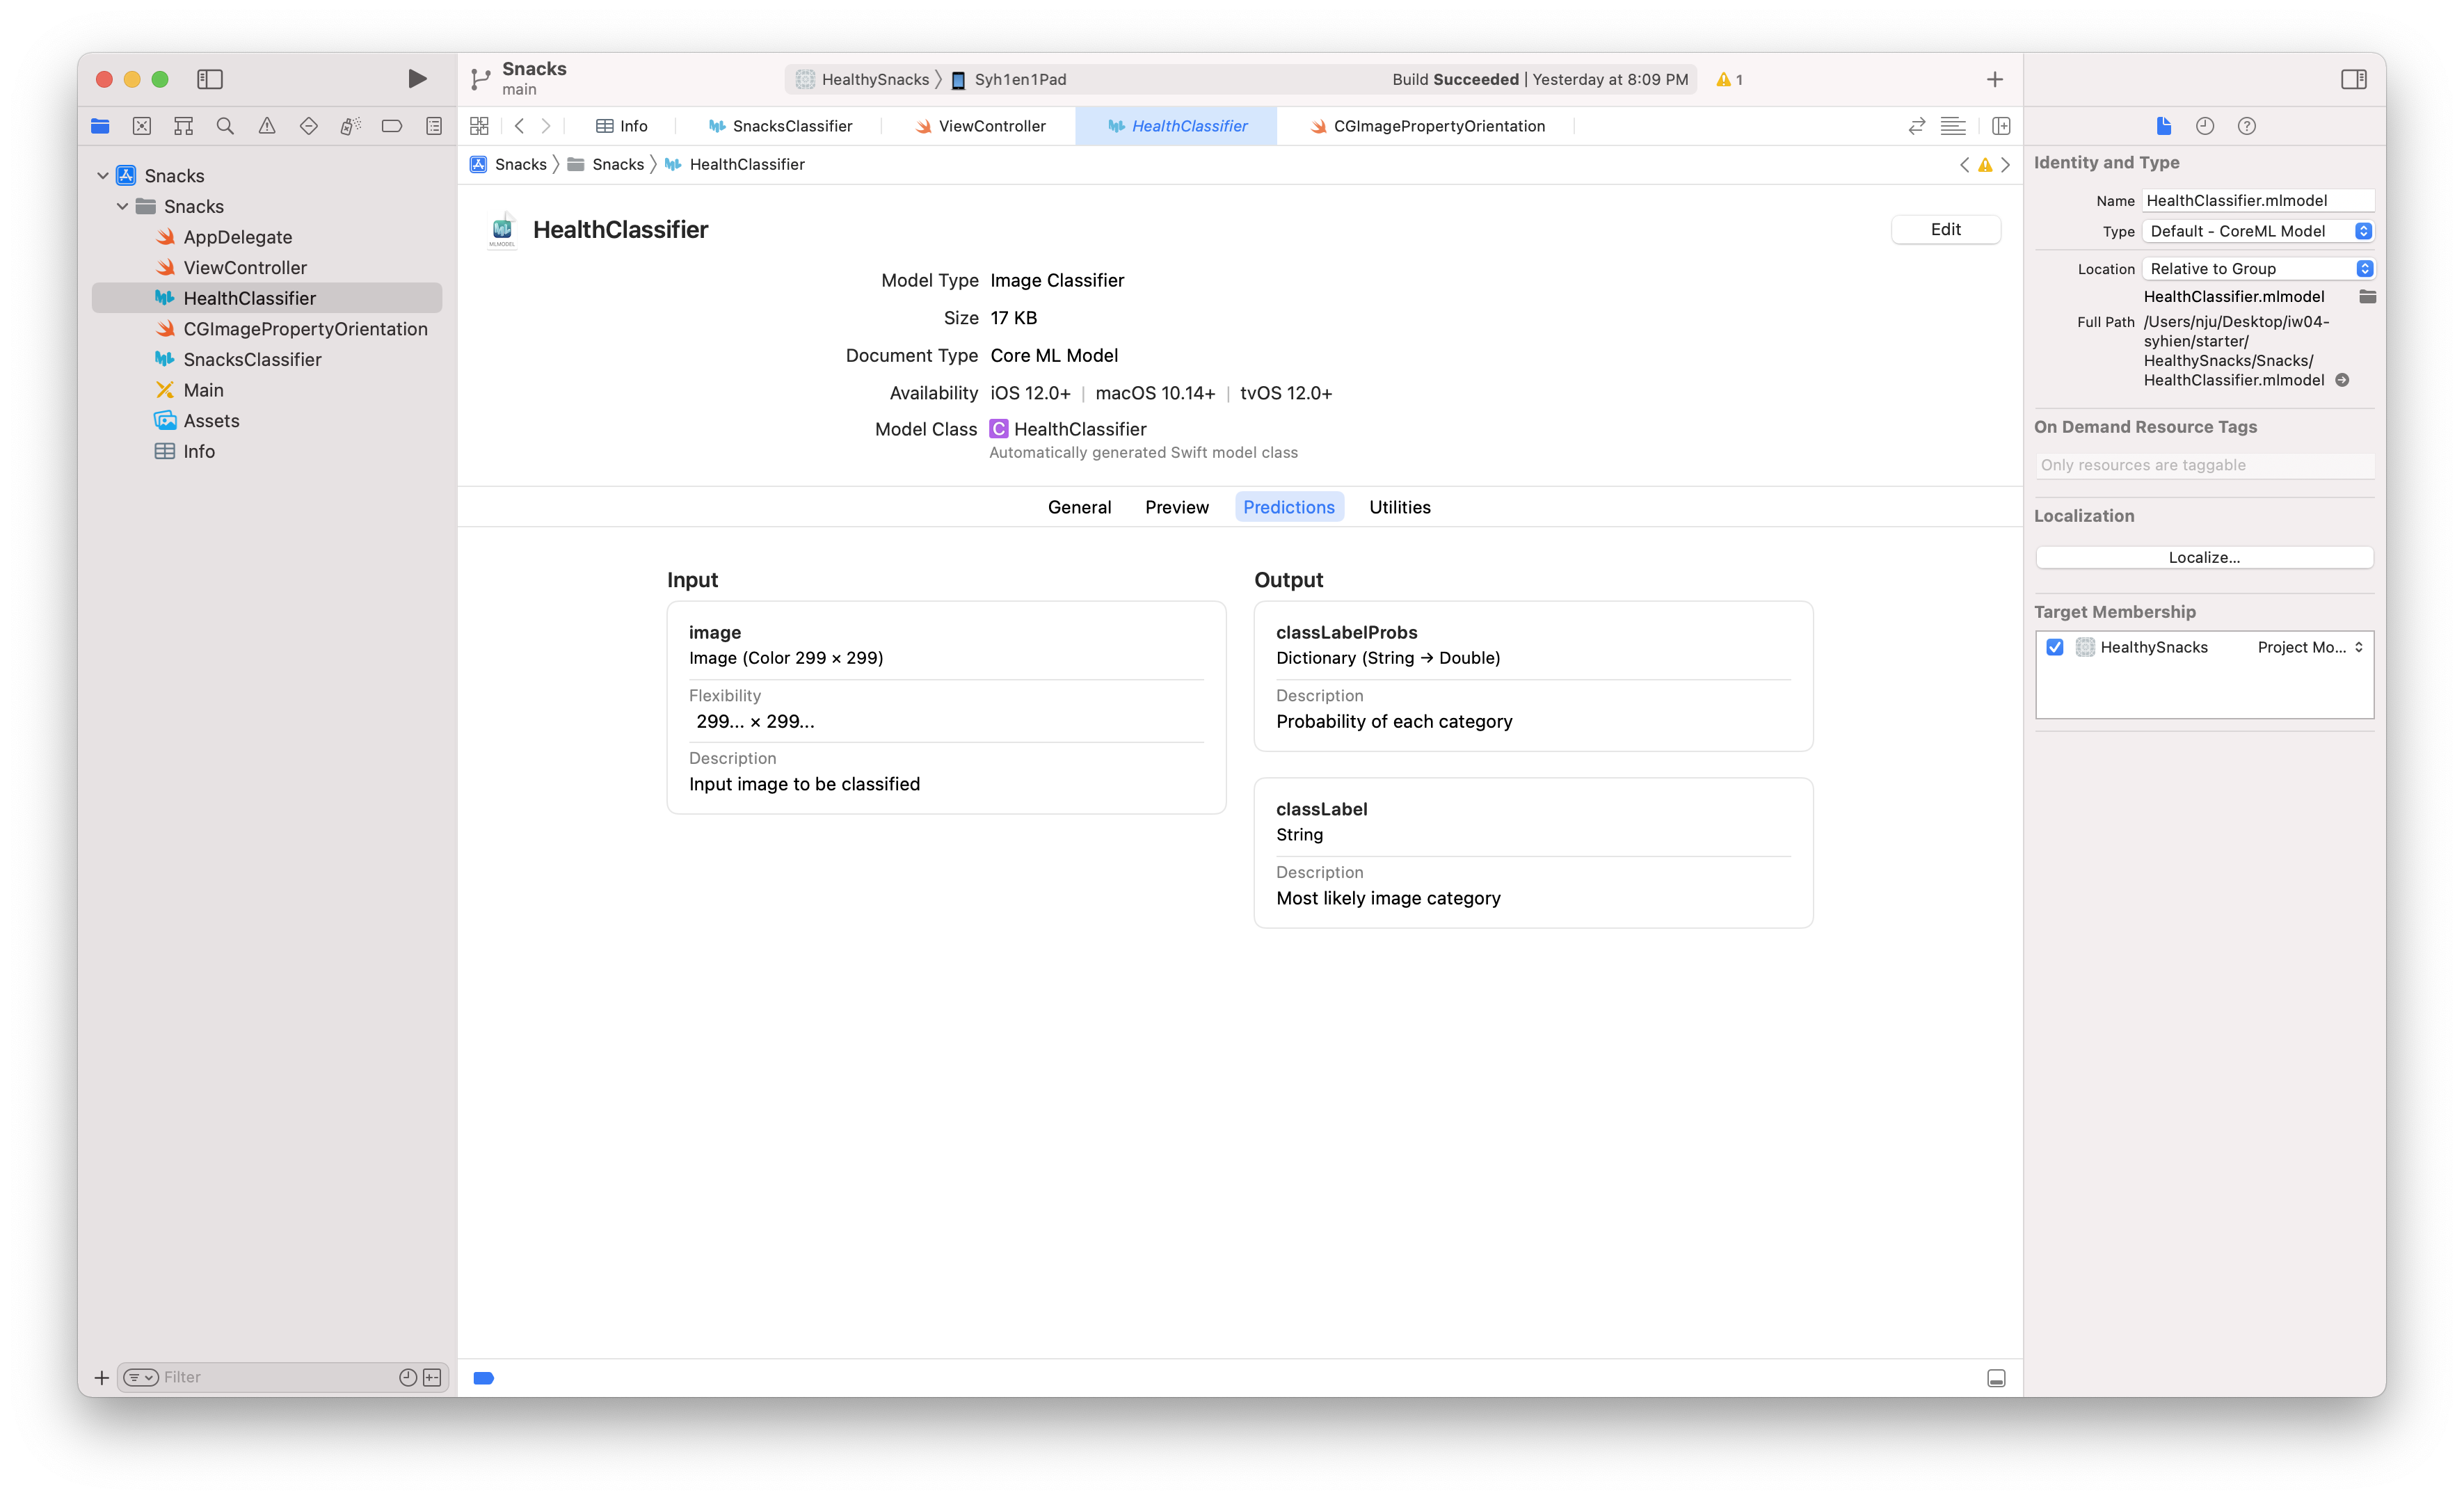 Snacks
main
HealthySnacks
Syh1en1Pad
Build Succeeded | Yesterday at 8:09 PM
1
Info
SnacksClassifier
ViewController
HealthClassifier
CGImagePropertyOrientation
Snacks
Snacks
HealthClassifier
Snacks
Snacks
AppDelegate
ViewController
HealthClassifier
CGImagePropertyOrientation
SnacksClassifier
Main
Assets
Info
Filter
MLMODEL
HealthClassifier
Edit
Model Type Image Classifier
Size 17 KB
Document Type Core ML Model
Availability iOS 12.0+ | macOS 10.14+ | tvOS 12.0+
Model Class C HealthClassifier
Automatically generated Swift model class
General Preview Predictions Utilities
Input
image
Image (Color 299 × 299)
Flexibility
299... × 299...
Description
Input image to be classified
Output
classLabelProbs
Dictionary (String → Double)
Description
Probability of each category
classLabel
String
Description
Most likely image category
Identity and Type
Name HealthClassifier.mlmodel
Type Default - CoreML Model
Location Relative to Group
HealthClassifier.mlmodel
Full Path /Users/nju/Desktop/iw04-
syhien/starter/
HealthySnacks/Snacks/
HealthClassifier.mlmodel
On Demand Resource Tags
Only resources are taggable
Localization
Localize...
Target Membership
HealthySnacks Project Mo...